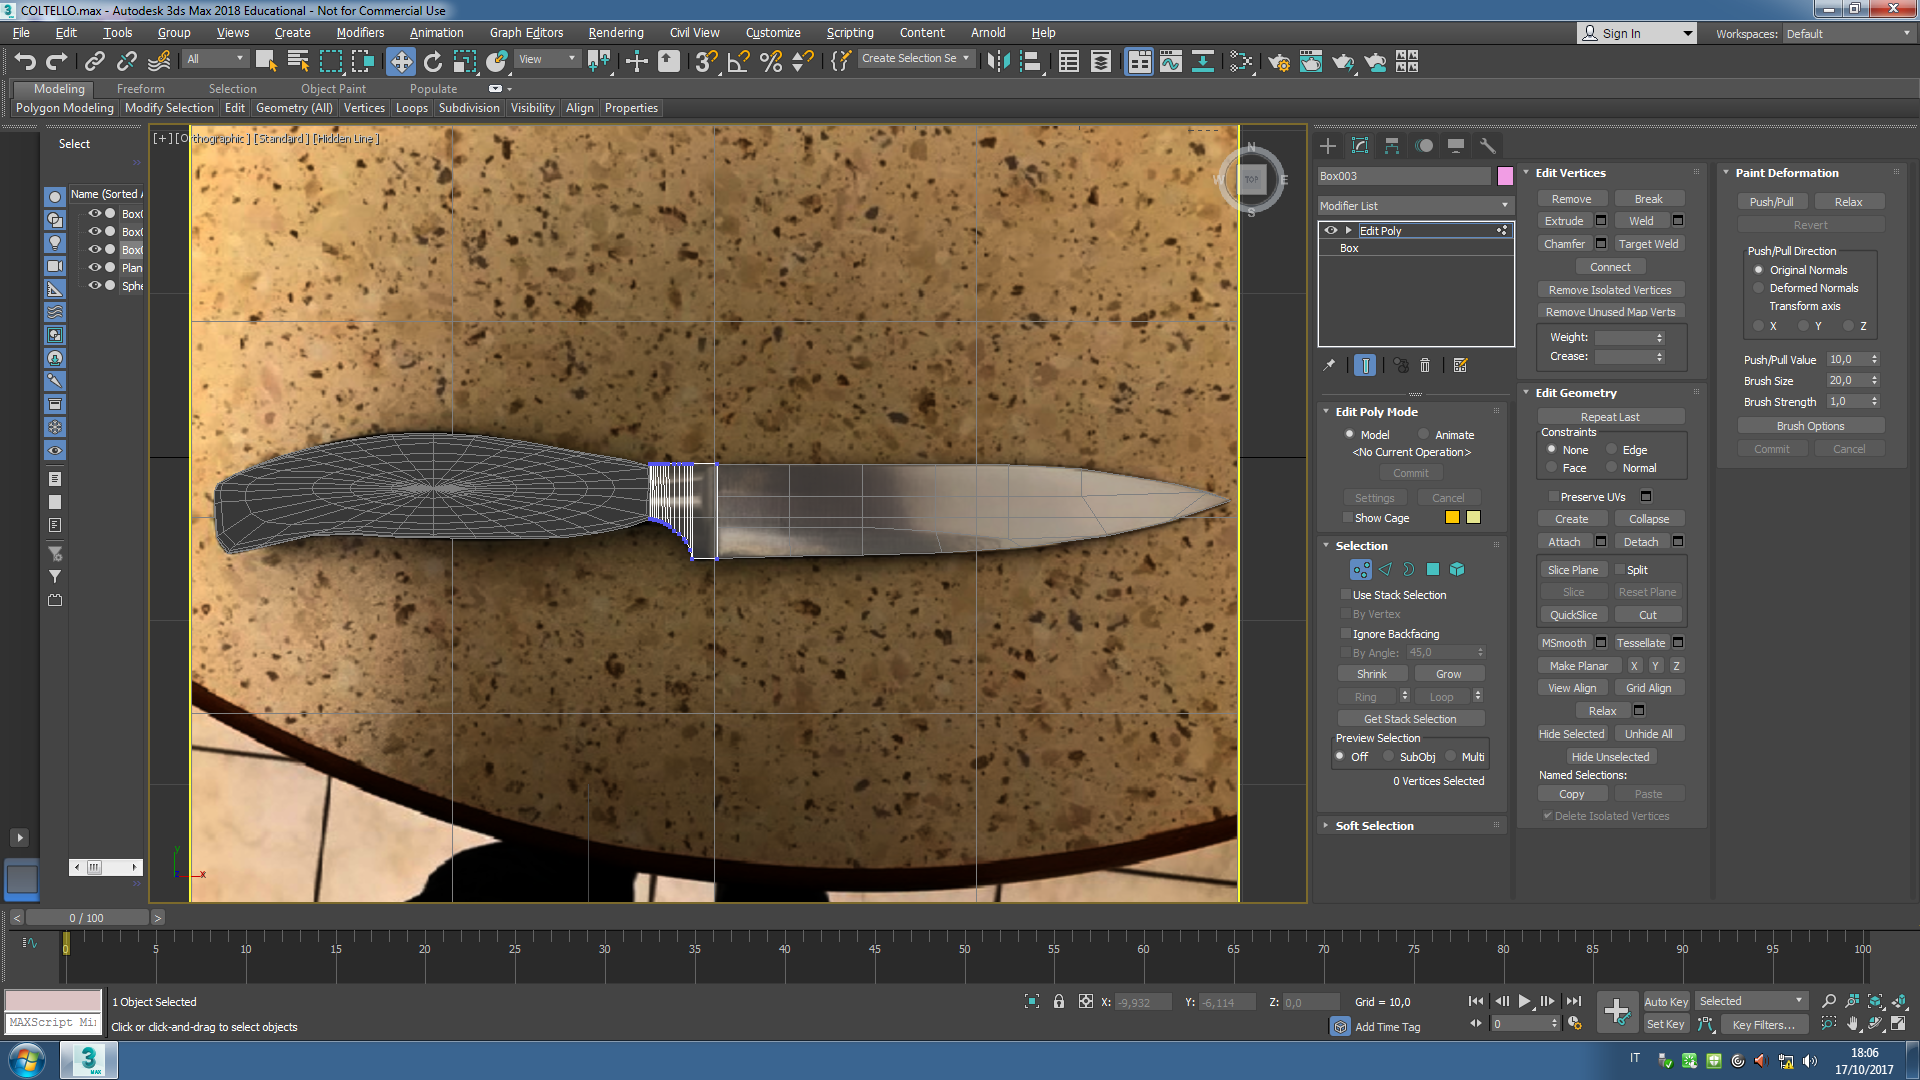 COLTELLO.max - Autodesk 3ds Max 2018 Educational - Not for Commercial Use
File Edit Tools Group Views Create Modifiers Animation Graph Editors Rendering Civil View Customize Scripting Content Arnold Help
Sign In Workspaces: Default
All View Create Selection Se
Modeling Freeform Selection Object Paint Populate
Polygon Modeling Modify Selection Edit Geometry (All) Vertices Loops Subdivision Visibility Align Properties
Select
Name (Sorted A
Box0
Box0
Box0
Plan
Sphe
[+] [Orthographic ] [Standard ] [Hidden Line ]
N
W TOP E
S
y
x
Box003
Modifier List
Edit Poly
Box
Edit Poly Mode
Model Animate
<No Current Operation>
Commit
Settings Cancel
Show Cage
Selection
Use Stack Selection
By Vertex
Ignore Backfacing
By Angle: 45,0
Shrink Grow
Ring Loop
Get Stack Selection
Preview Selection
Off SubObj Multi
0 Vertices Selected
Soft Selection
Edit Vertices
Remove Break
Extrude Weld
Chamfer Target Weld
Connect
Remove Isolated Vertices
Remove Unused Map Verts
Weight:
Crease:
Edit Geometry
Repeat Last
Constraints
None Edge
Face Normal
Preserve UVs
Create Collapse
Attach Detach
Slice Plane Split
Slice Reset Plane
QuickSlice Cut
MSmooth Tessellate
Make Planar X Y Z
View Align Grid Align
Relax
Hide Selected Unhide All
Hide Unselected
Named Selections:
Copy Paste
Delete Isolated Vertices
Paint Deformation
Push/Pull Relax
Revert
Push/Pull Direction
Original Normals
Deformed Normals
Transform axis
X Y Z
Push/Pull Value 10,0
Brush Size 20,0
Brush Strength 1,0
Brush Options
Commit Cancel
< 0 / 100 >
0 5 10 15 20 25 30 35 40 45 50 55 60 65 70 75 80 85 90 95 100
1 Object Selected X: -9,932 Y: -6,114 Z: 0,0 Grid = 10,0 Auto Key Selected
MAXScript Mi Click or click-and-drag to select objects Add Time Tag 0 Set Key Key Filters...
3 MAX IT 18:06
17/10/2017